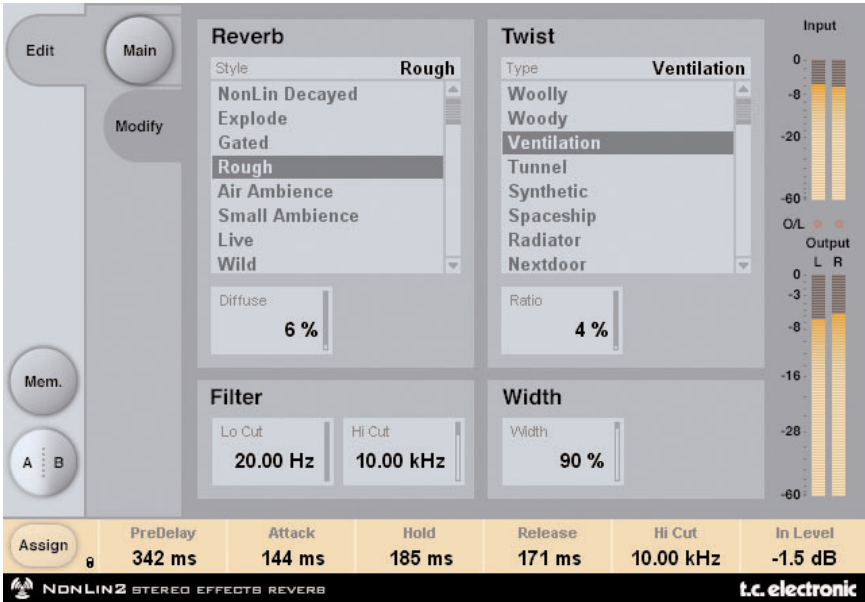 Edit
Main
Modify
Mem.
A B
Reverb
Style Rough
NonLin Decayed
Explode
Gated
Rough
Air Ambience
Small Ambience
Live
Wild
Diffuse
6 %
Twist
Type Ventilation
Woolly
Woody
Ventilation
Tunnel
Synthetic
Spaceship
Radiator
Nextdoor
Ratio
4 %
Filter
Lo Cut
20.00 Hz
Hi Cut
10.00 kHz
Width
Width
90 %
Input
0
-8
-20
-60
O/L
Output
L R
0
-3
-8
-16
-28
-60
Assign
PreDelay
342 ms
Attack
144 ms
Hold
185 ms
Release
171 ms
Hi Cut
10.00 kHz
In Level
-1.5 dB
NONLIN2 STEREO EFFECTS REVERB
t.c. electronic